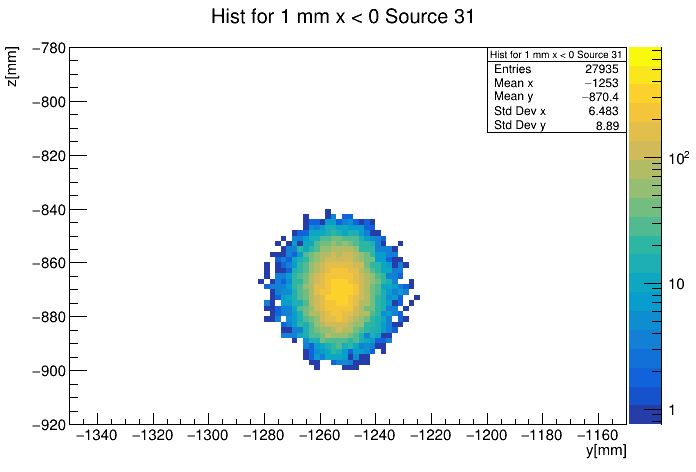 Hist for 1 mm x < 0 Source 31
z[mm]
−780
−800
−820
−840
−860
−880
−900
−920
Hist for 1 mm x < 0 Source 31
Entries 27935
Mean x −1253
Mean y −870.4
Std Dev x 6.483
Std Dev y 8.89
10²
10
1
−1340 −1320 −1300 −1280 −1260 −1240 −1220 −1200 −1180 −1160
y[mm]